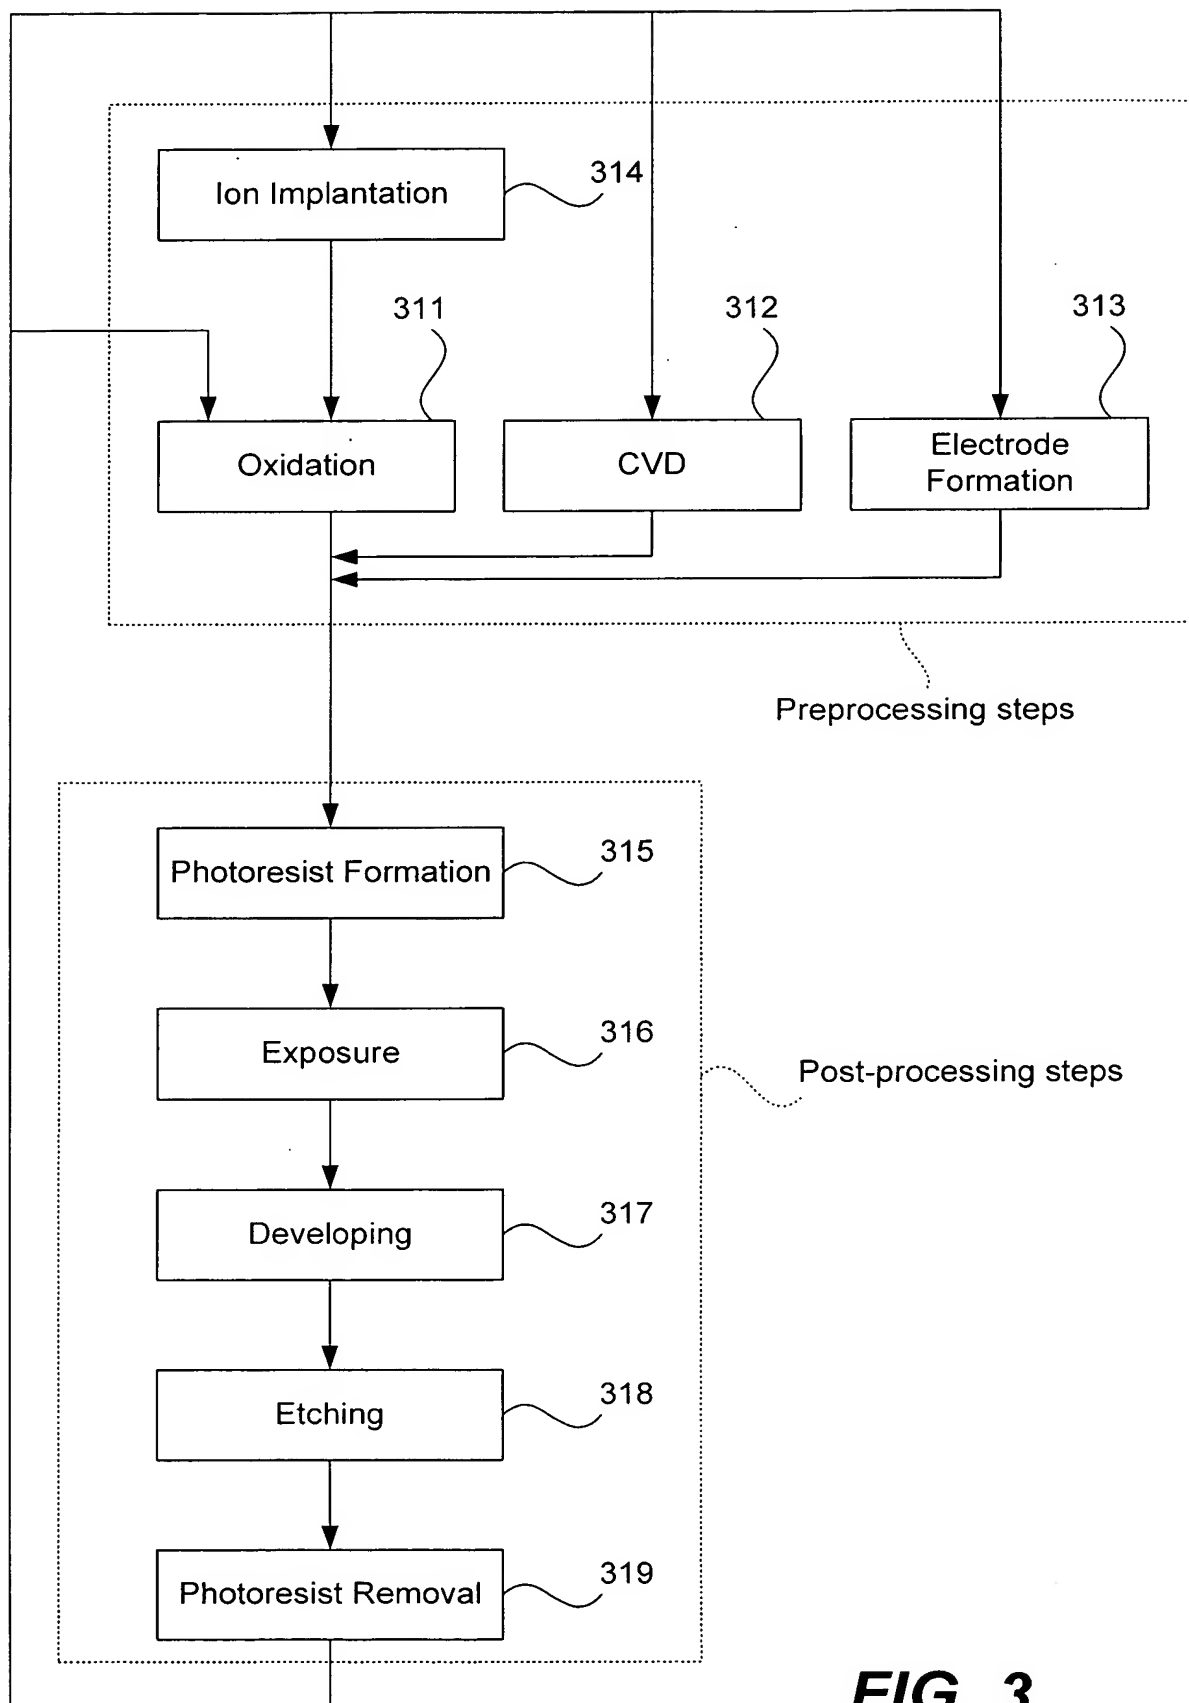 Ion Implantation
314
311
312
313
Oxidation
CVD
Electrode
Formation
Preprocessing steps
Photoresist Formation
315
Exposure
316
Post-processing steps
Developing
317
Etching
318
Photoresist Removal
319
FIG. 3